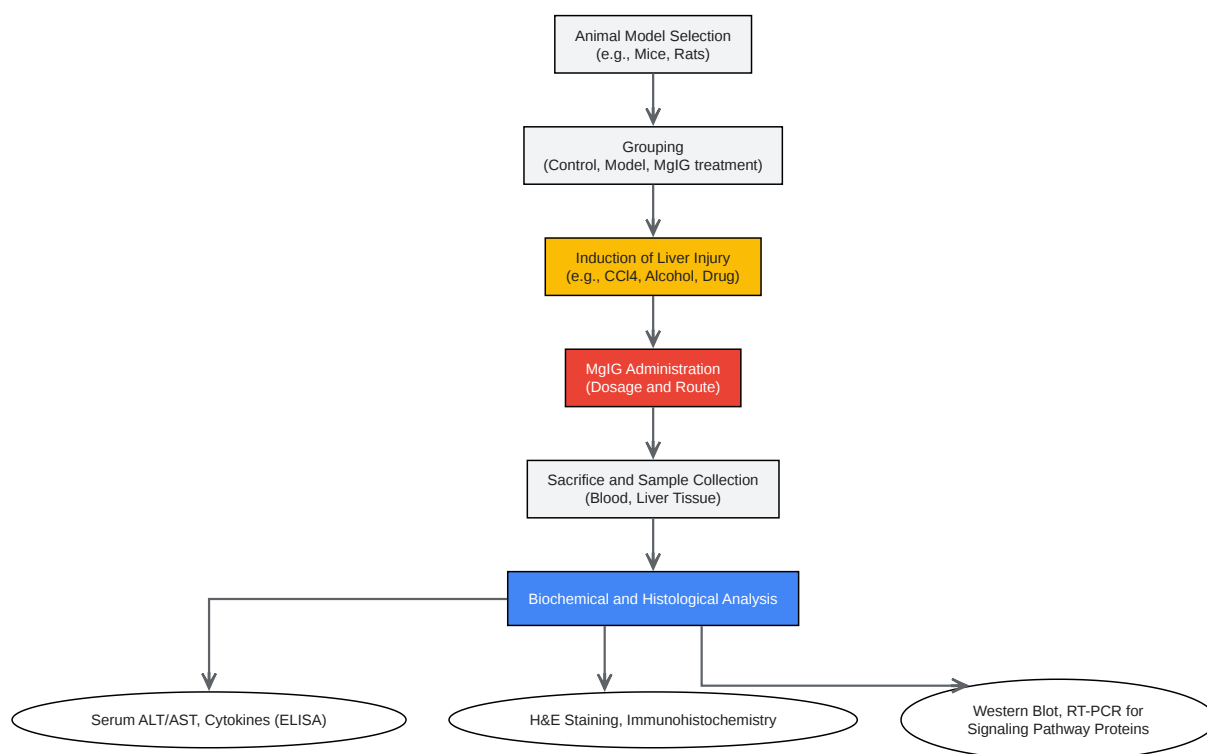 Animal Model Selection
(e.g., Mice, Rats)
Grouping
(Control, Model, MgIG treatment)
Induction of Liver Injury
(e.g., CCl4, Alcohol, Drug)
MgIG Administration
(Dosage and Route)
Sacrifice and Sample Collection
(Blood, Liver Tissue)
Biochemical and Histological Analysis
Serum ALT/AST, Cytokines (ELISA)
H&E Staining, Immunohistochemistry
Western Blot, RT-PCR for
Signaling Pathway Proteins